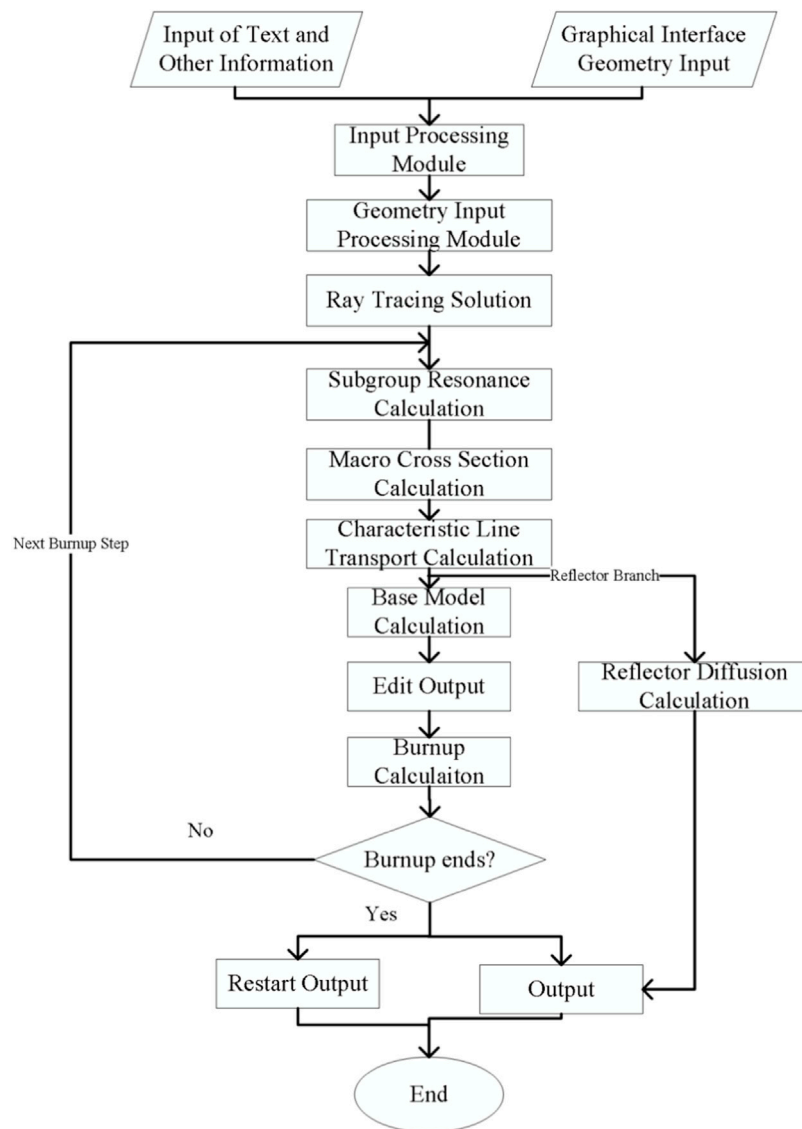 Input of Text and
Other Information
Graphical Interface
Geometry Input
Input Processing
Module
Geometry Input
Processing Module
Ray Tracing Solution
Subgroup Resonance
Calculation
Macro Cross Section
Calculation
Next Burnup Step
Characteristic Line
Transport Calculation
Reflector Branch
Base Model
Calculation
Edit Output
Reflector Diffusion
Calculation
Burnup
Calculaiton
No
Burnup ends?
Yes
Restart Output
Output
End